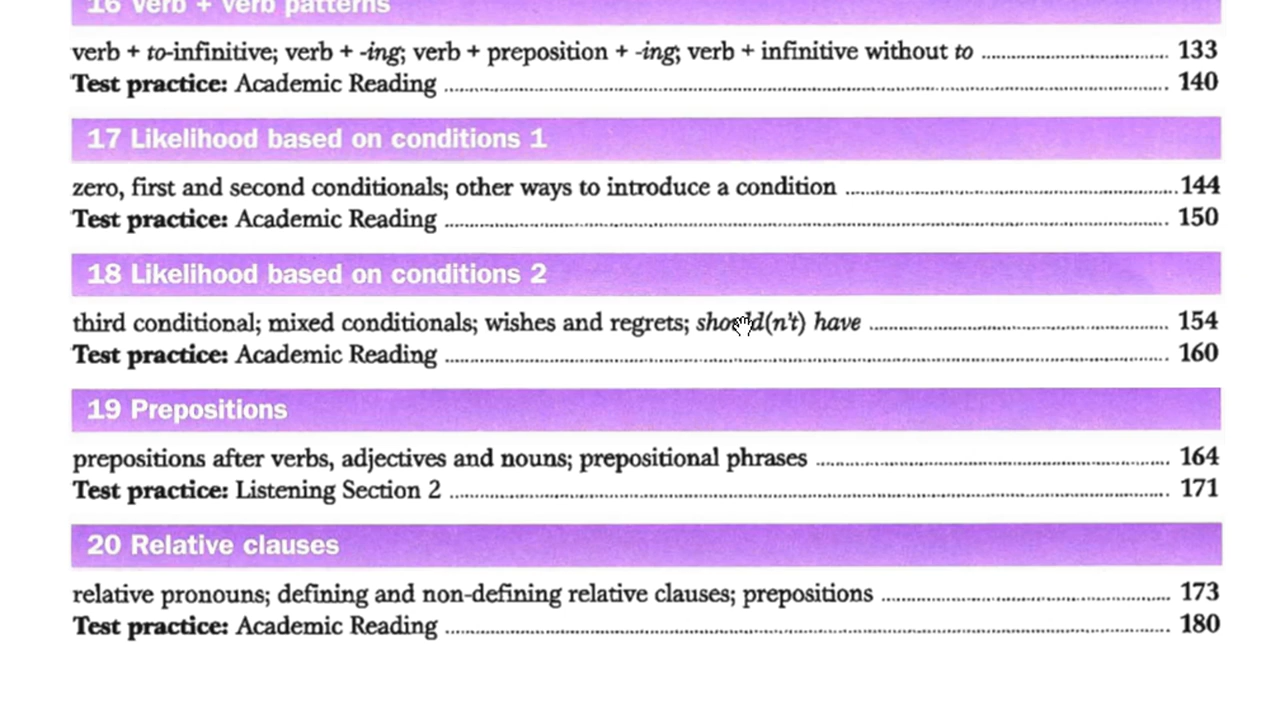 16 Verb + verb patterns
verb + to-infinitive; verb + -ing; verb + preposition + -ing; verb + infinitive without to ........ 133
Test practice: Academic Reading ........ 140
17 Likelihood based on conditions 1
zero, first and second conditionals; other ways to introduce a condition ........ 144
Test practice: Academic Reading ........ 150
18 Likelihood based on conditions 2
third conditional; mixed conditionals; wishes and regrets; should(n't) have ........ 154
Test practice: Academic Reading ........ 160
19 Prepositions
prepositions after verbs, adjectives and nouns; prepositional phrases ........ 164
Test practice: Listening Section 2 ........ 171
20 Relative clauses
relative pronouns; defining and non-defining relative clauses; prepositions ........ 173
Test practice: Academic Reading ........ 180